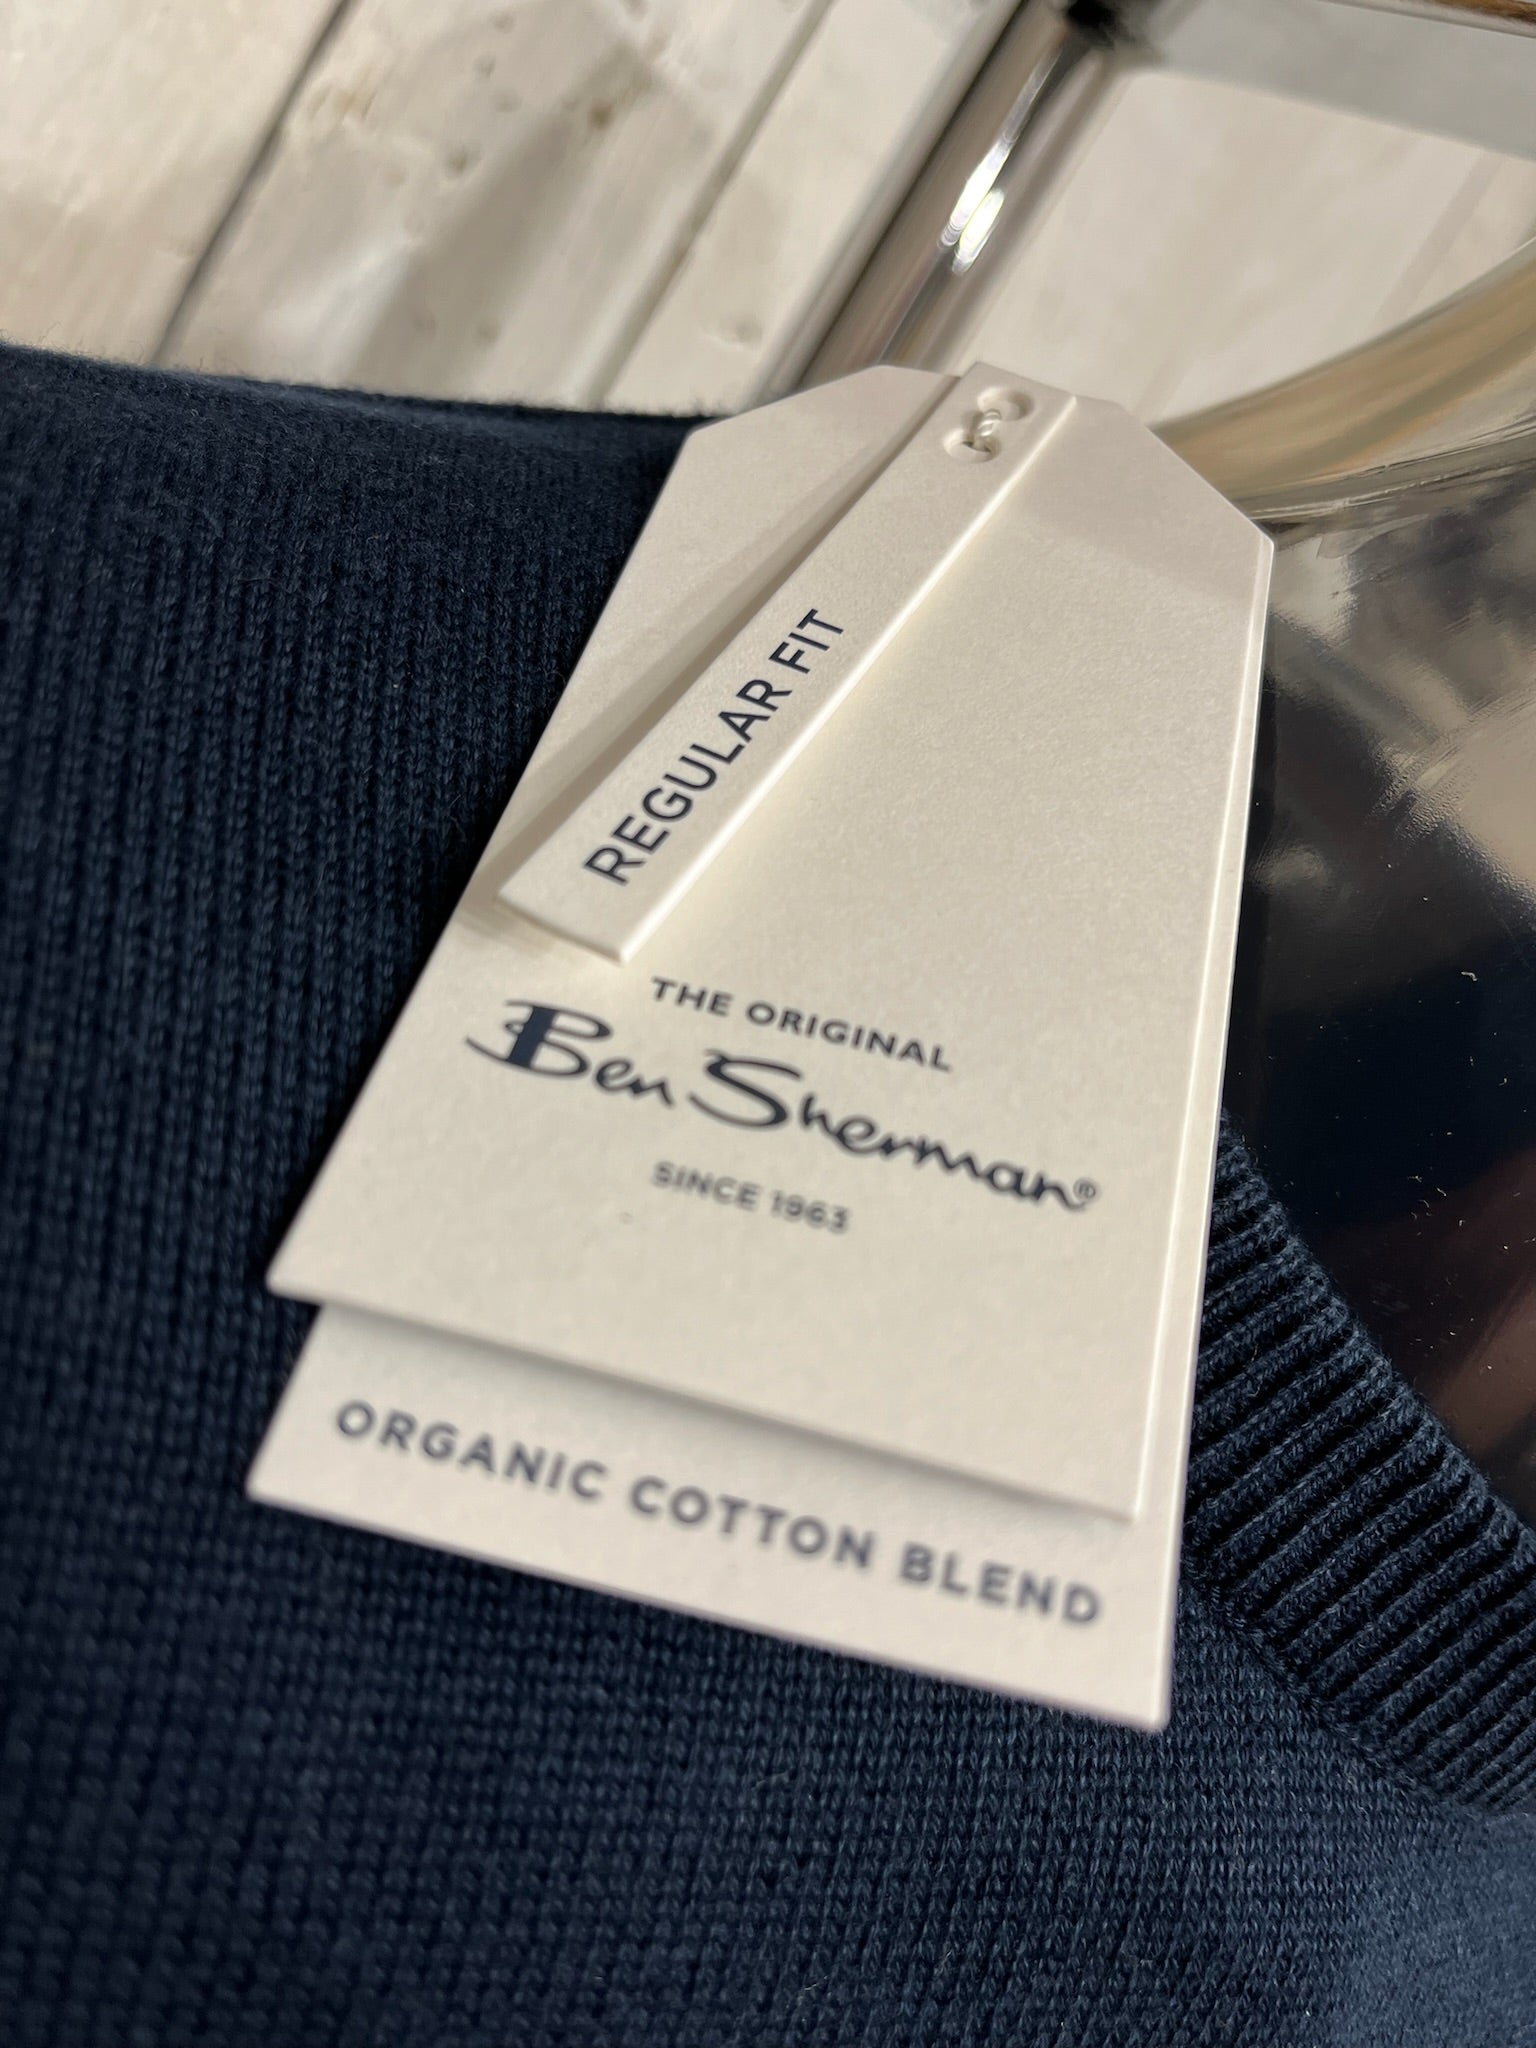 REGULAR FIT
THE ORIGINAL
Ben Sherman®
SINCE 1963
ORGANIC COTTON BLEND